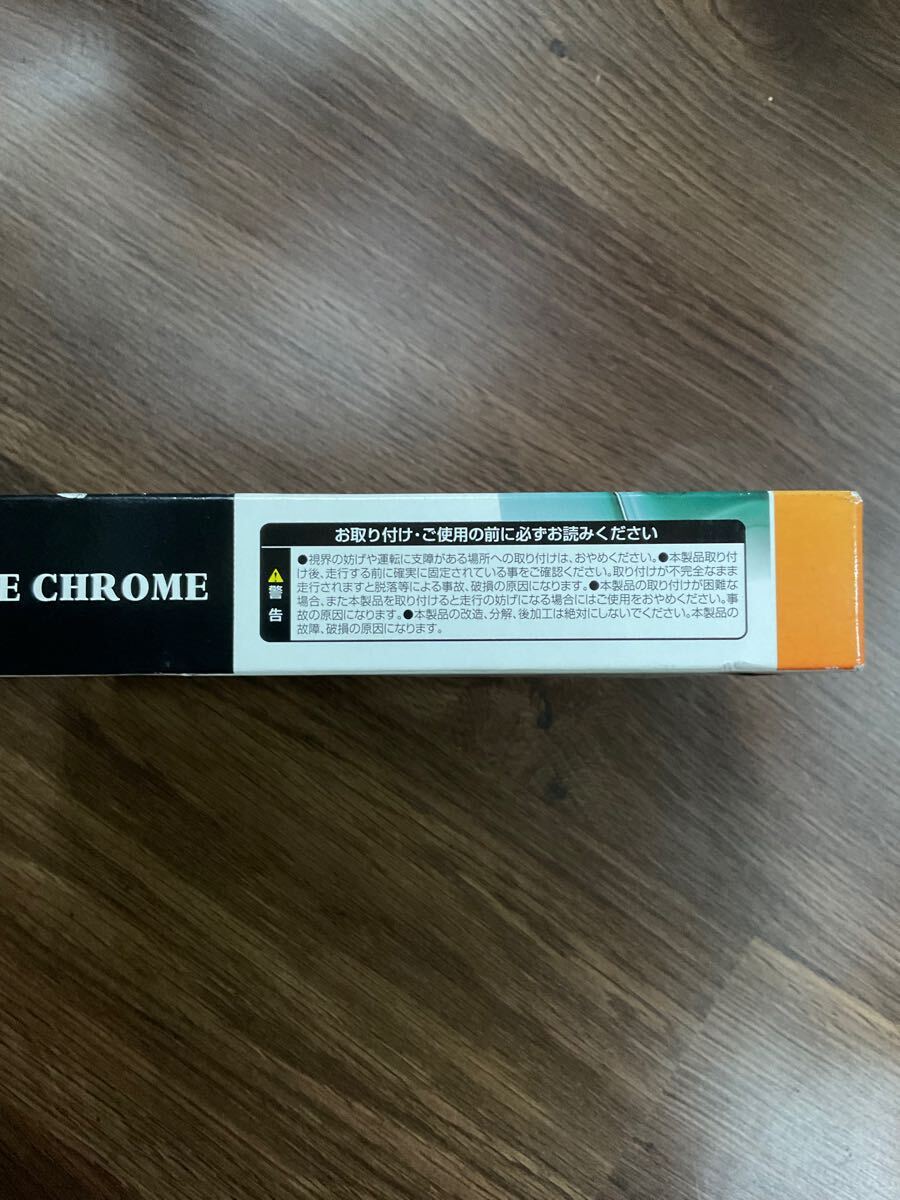 E CHROME
お取り付け・ご使用の前に必ずお読みください
警告
●視界の妨げや運転に支障がある場所への取り付けは、おやめください。●本製品取り付
け後、走行する前に確実に固定されている事をご確認ください。取り付けが不完全なまま
走行されますと脱落等による事故、破損の原因になります。●本製品の取り付けが困難な
場合、また本製品を取り付けると走行の妨げになる場合にはご使用をおやめください。事
故の原因になります。●本製品の改造、分解、後加工は絶対にしないでください。本製品の
故障、破損の原因になります。